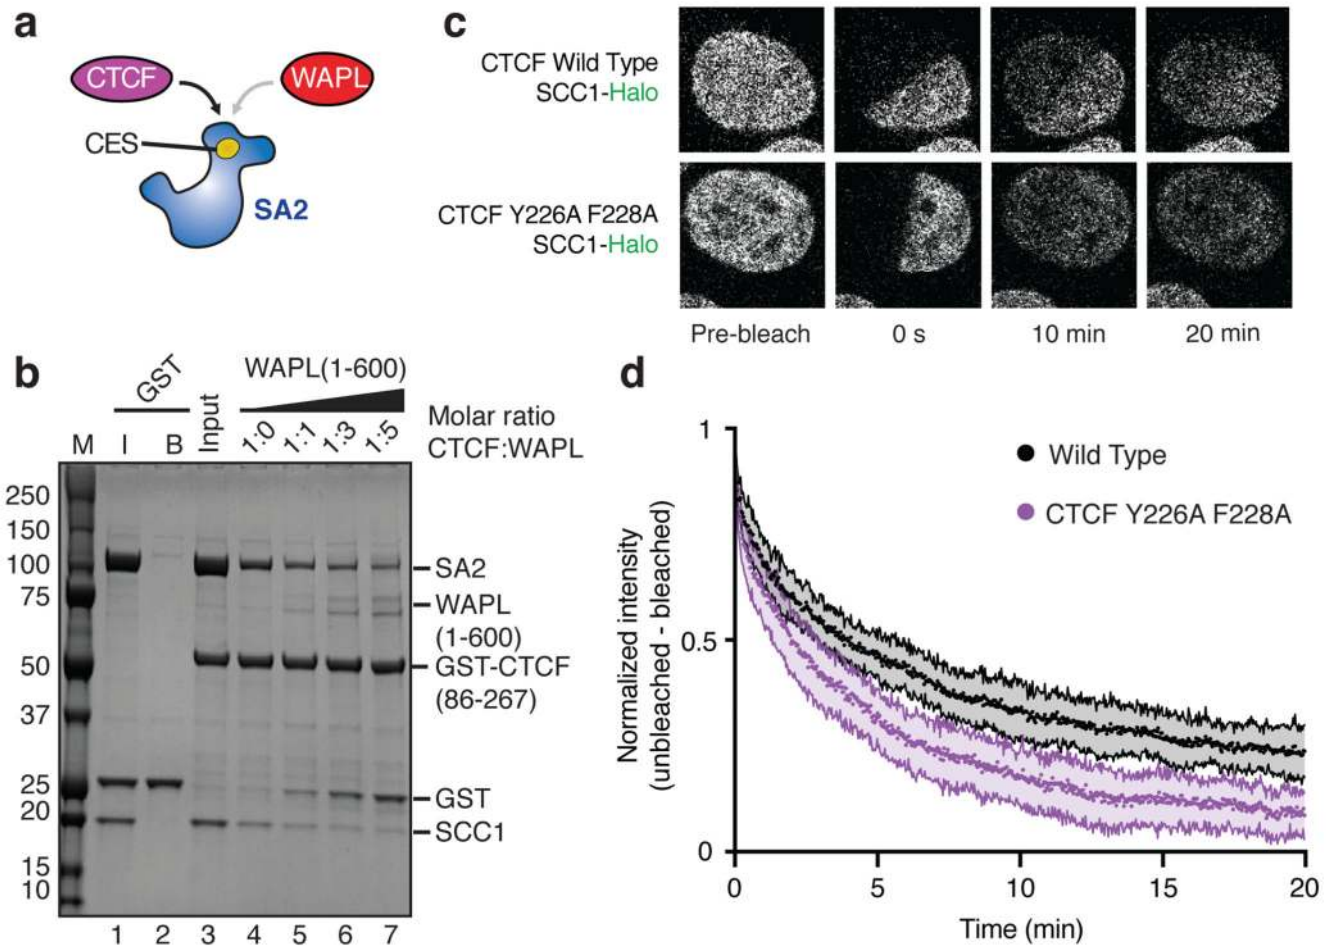 a
CTCF
WAPL
CES
SA2
c
CTCF Wild Type
SCC1-Halo
CTCF Y226A F228A
SCC1-Halo
Pre-bleach
0 s
10 min
20 min
b
GST
Input
WAPL(1-600)
Molar ratio
CTCF:WAPL
M
I
B
1:0
1:1
1:3
1:5
250
150
100
75
50
37
25
20
15
10
SA2
WAPL
(1-600)
GST-CTCF
(86-267)
GST
SCC1
1
2
3
4
5
6
7
d
Normalized intensity
(unbleached - bleached)
1
0.5
0
Wild Type
CTCF Y226A F228A
0
5
10
15
20
Time (min)